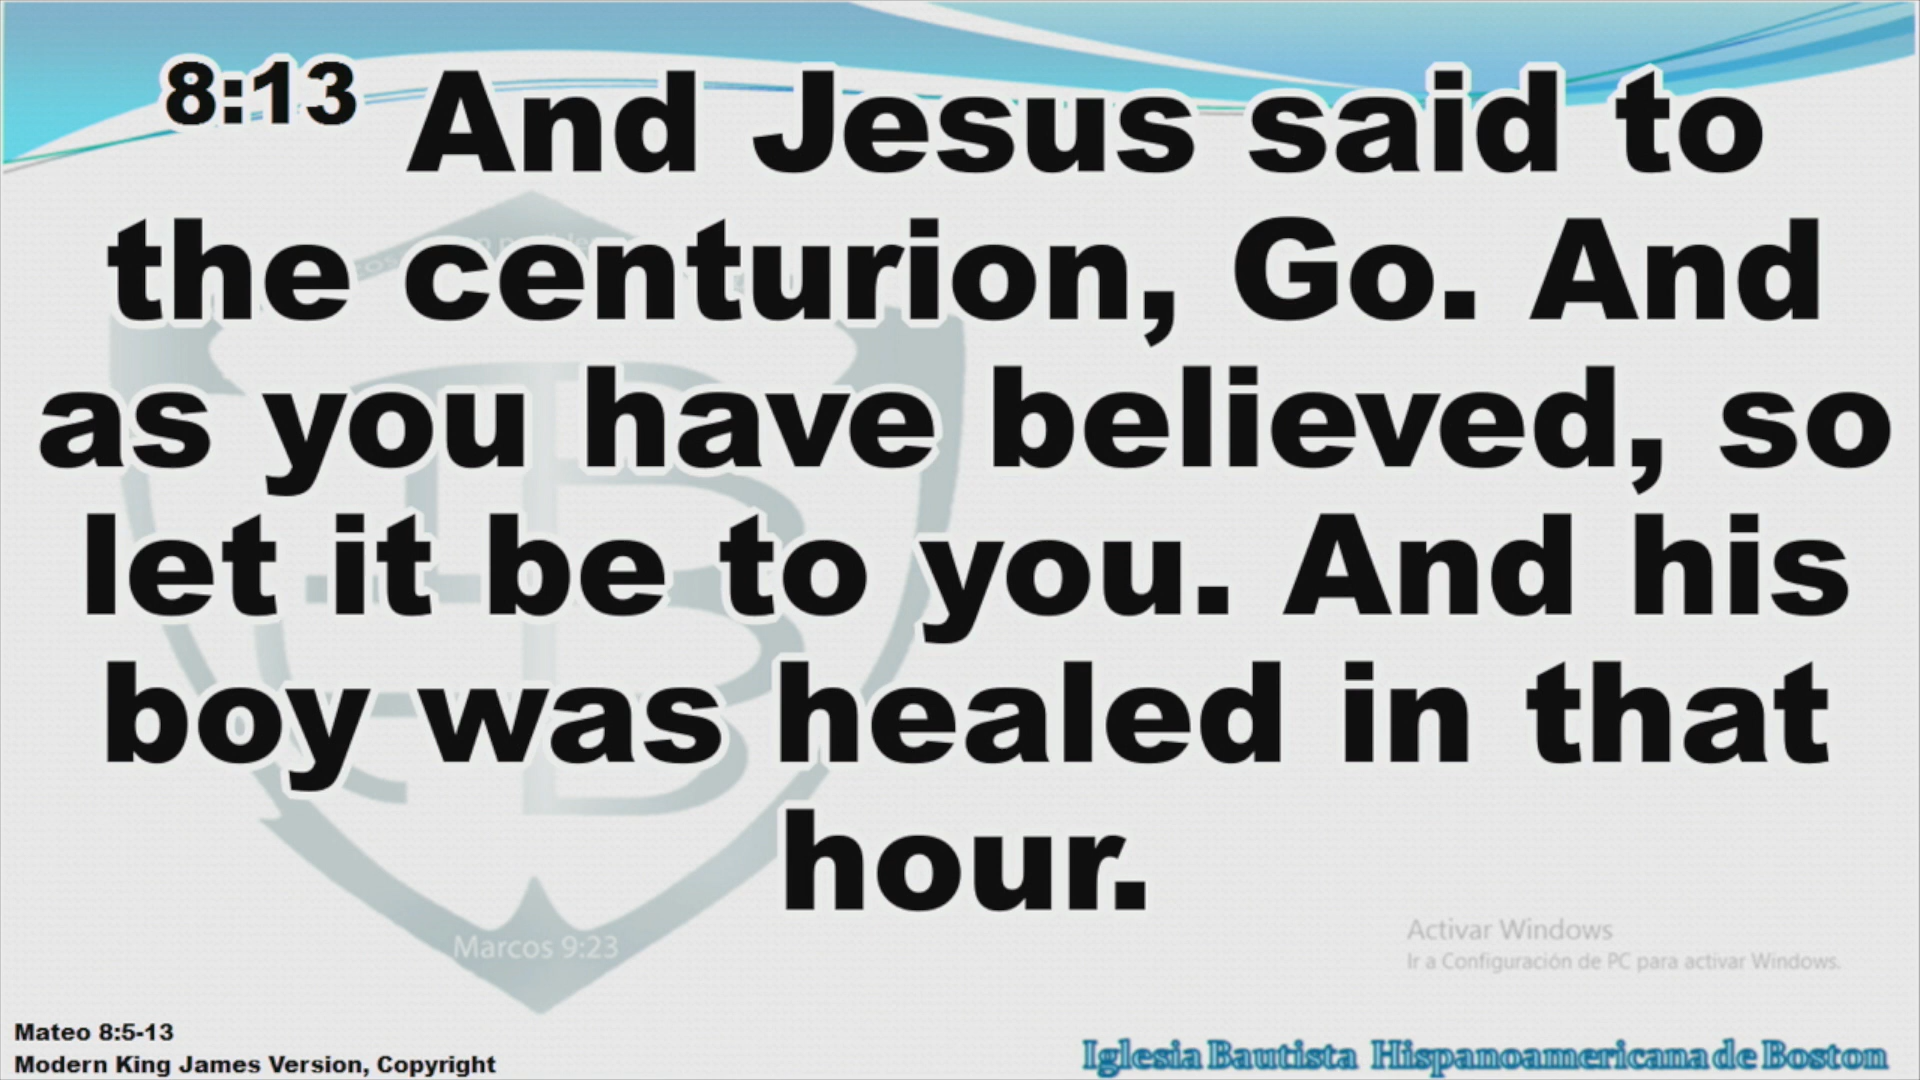 8:13 And Jesus said to
the centurion, Go. And
as you have believed, so
let it be to you. And his
boy was healed in that
hour.
Marcos 9:23
Activar Windows
Ir a Configuración de PC para activar Windows.
Mateo 8:5-13
Modern King James Version, Copyright
Iglesia Bautista Hispanoamericana de Boston